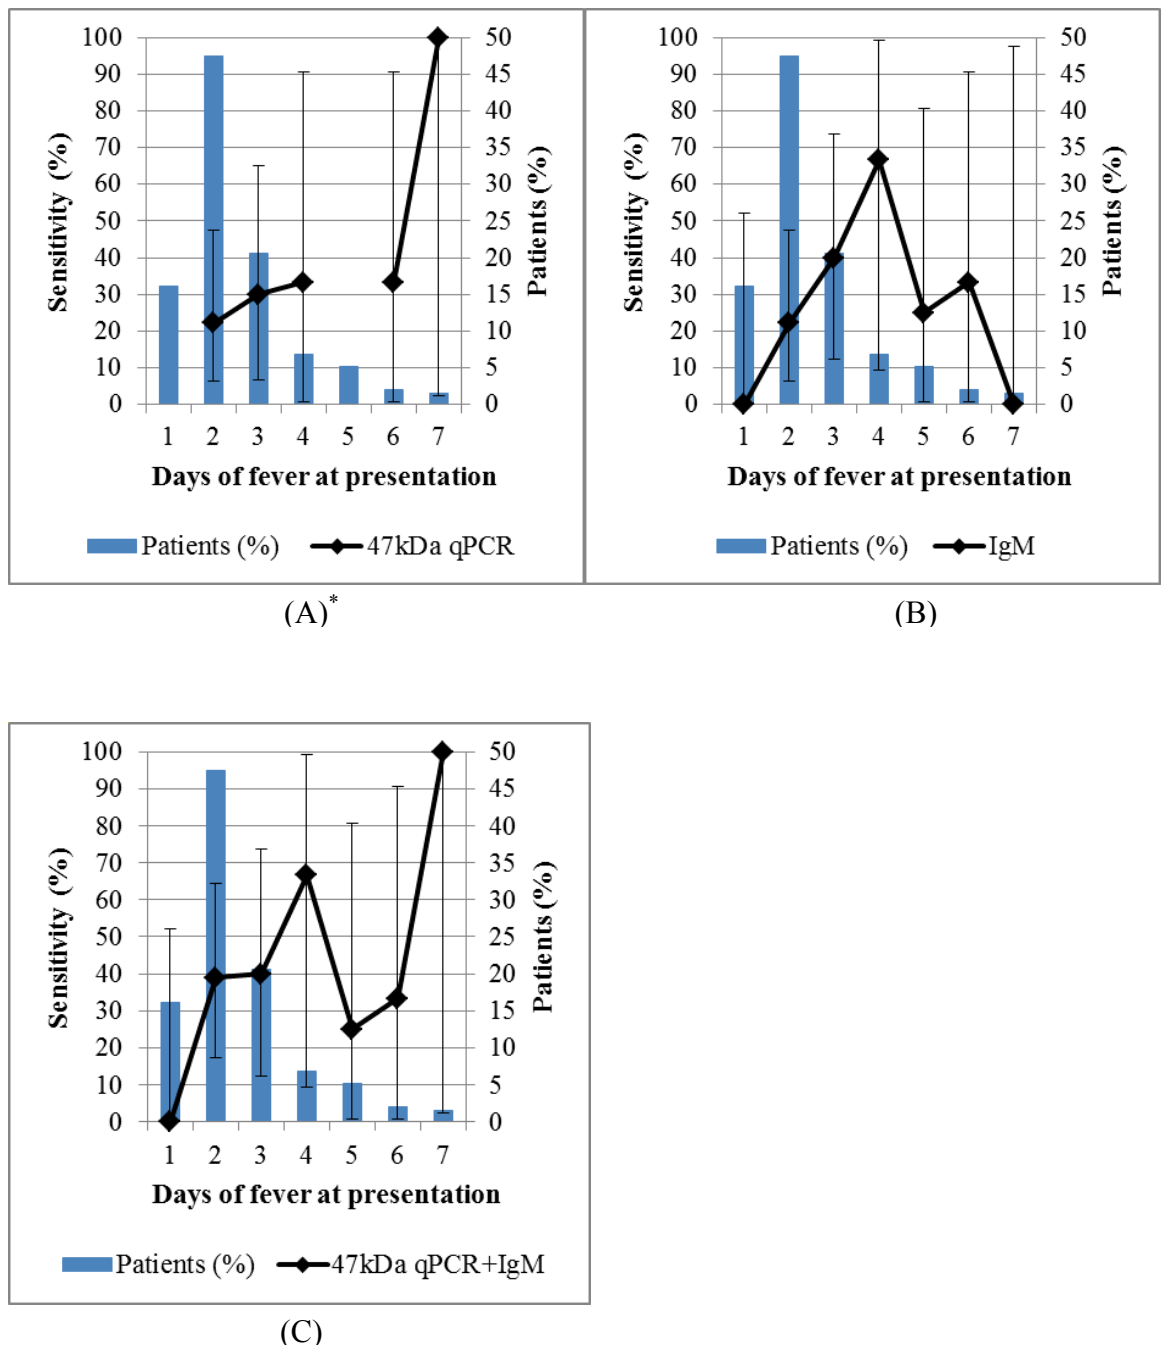 100 50
90 45
80 40
70 35
60 30
50 25
40 20
30 15
20 10
10 5
0 0
Sensitivity (%)
Patients (%)
1 2 3 4 5 6 7
Days of fever at presentation
Patients (%) 47kDa qPCR
(A)*
100 50
90 45
80 40
70 35
60 30
50 25
40 20
30 15
20 10
10 5
0 0
Sensitivity (%)
Patients (%)
1 2 3 4 5 6 7
Days of fever at presentation
Patients (%) IgM
(B)
100 50
90 45
80 40
70 35
60 30
50 25
40 20
30 15
20 10
10 5
0 0
Sensitivity (%)
Patients (%)
1 2 3 4 5 6 7
Days of fever at presentation
Patients (%) 47kDa qPCR+IgM
(C)